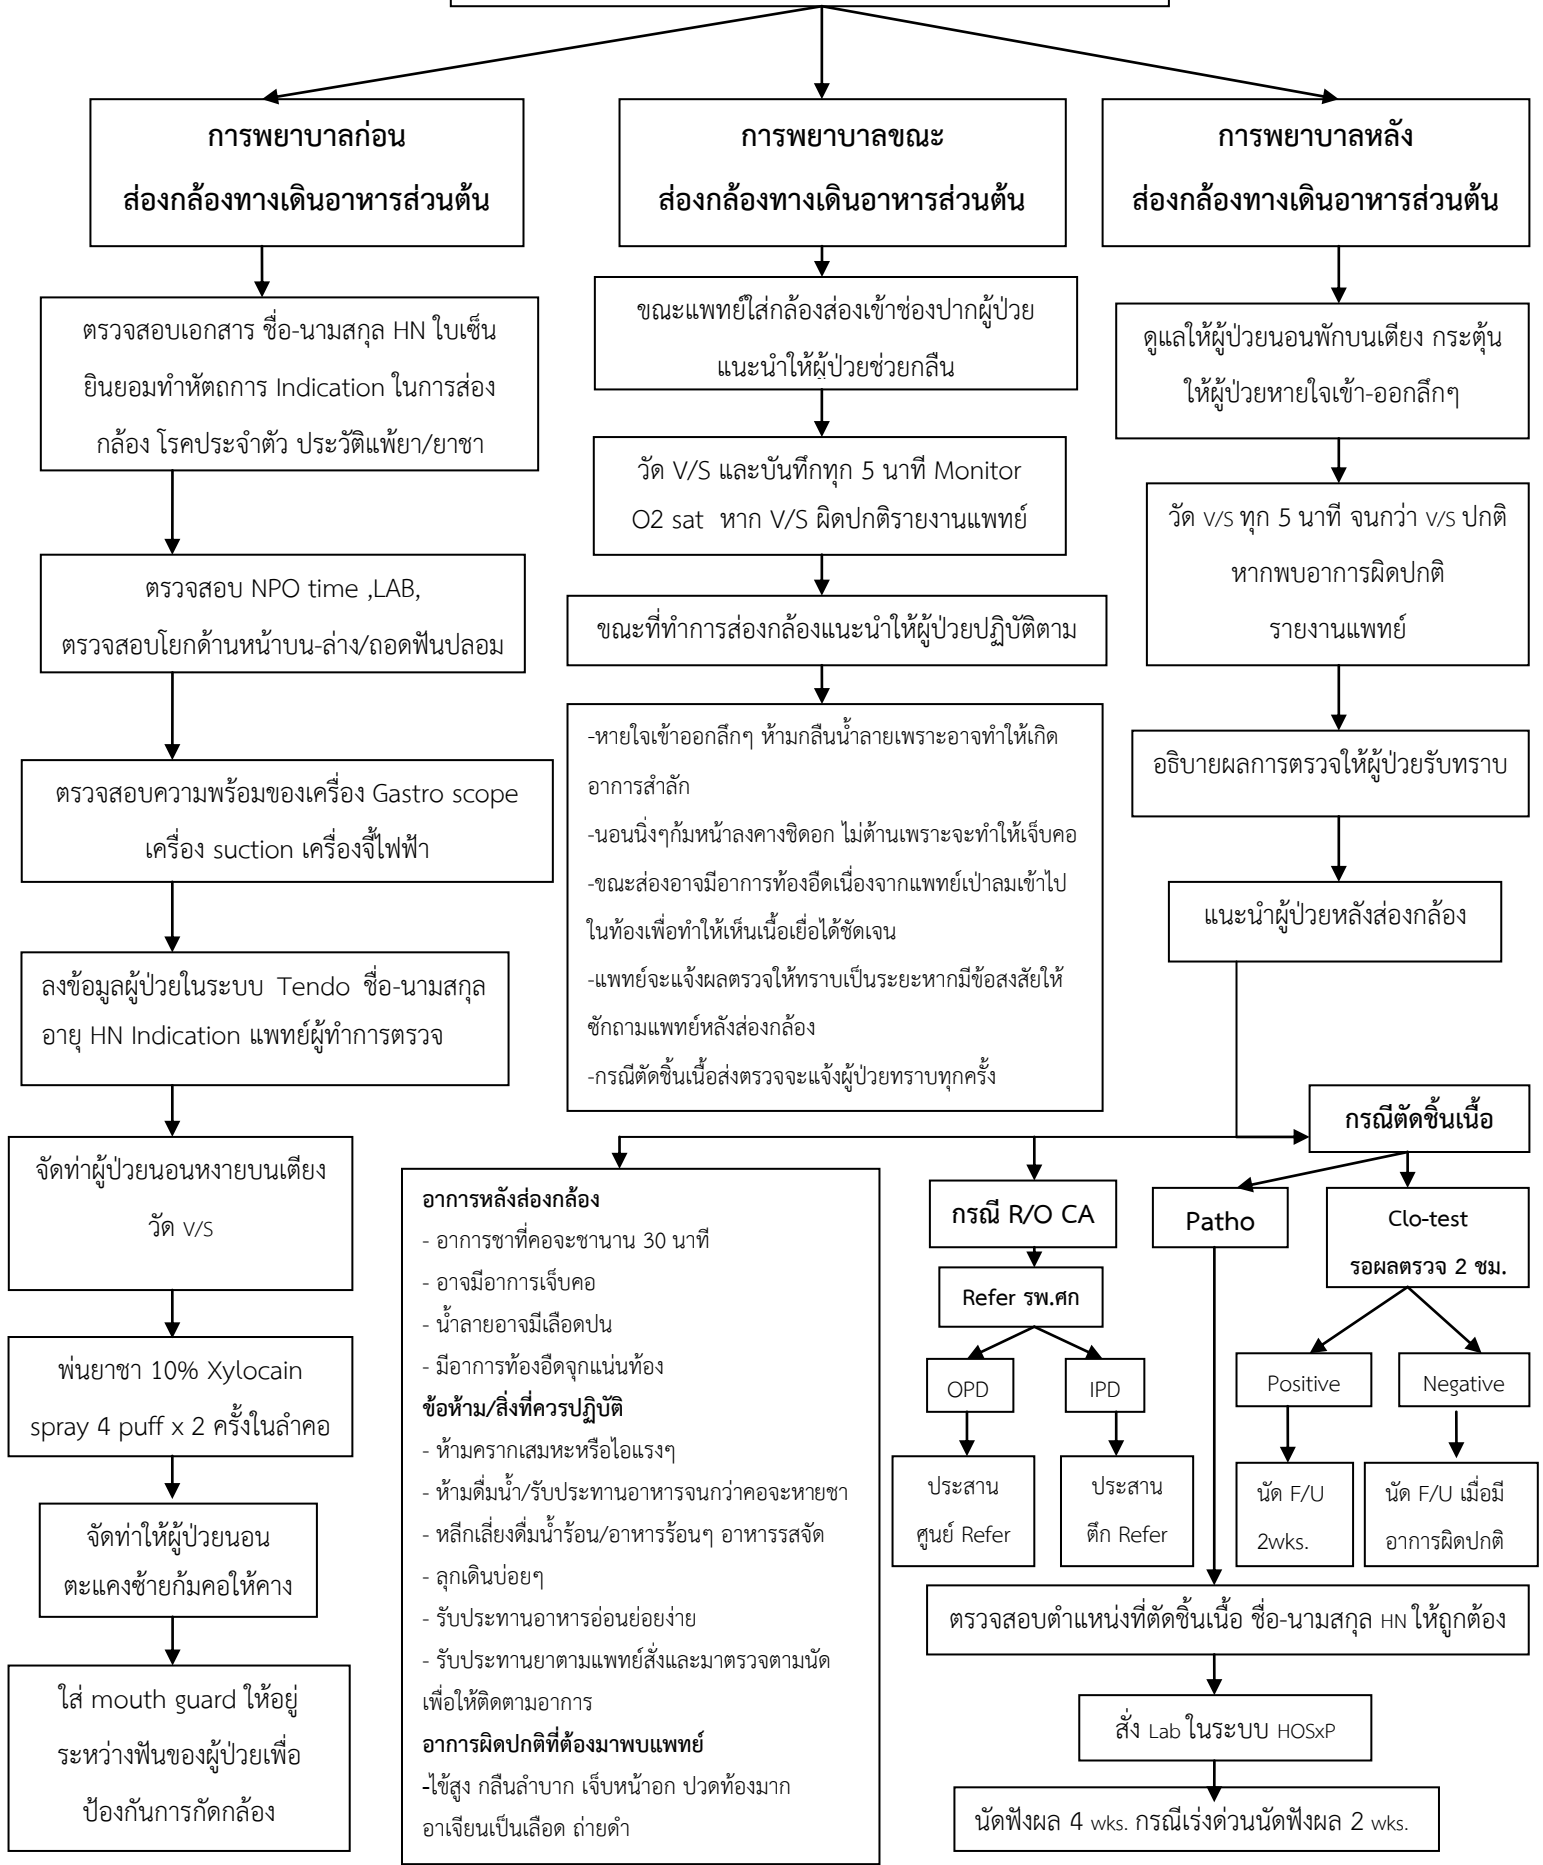 การพยาบาลก่อน
ส่องกล้องทางเดินอาหารส่วนต้น
ตรวจสอบเอกสาร ชื่อ-นามสกุล HN ใบเซ็น
ยินยอมทำหัตถการ Indication ในการส่อง
กล้อง โรคประจำตัว ประวัติแพ้ยา/ยาชา
ตรวจสอบ NPO time ,LAB,
ตรวจสอบโยกด้านหน้าบน-ล่าง/ถอดฟันปลอม
ตรวจสอบความพร้อมของเครื่อง Gastro scope
เครื่อง suction เครื่องจี้ไฟฟ้า
ลงข้อมูลผู้ป่วยในระบบ Tendo ชื่อ-นามสกุล
อายุ HN Indication แพทย์ผู้ทำการตรวจ
จัดท่าผู้ป่วยนอนหงายบนเตียง
วัด V/S
พ่นยาชา 10% Xylocain
spray 4 puff x 2 ครั้งในลำคอ
จัดท่าให้ผู้ป่วยนอน
ตะแคงซ้ายก้มคอให้คาง
ใส่ mouth guard ให้อยู่
ระหว่างฟันของผู้ป่วยเพื่อ
ป้องกันการกัดกล้อง
การพยาบาลขณะ
ส่องกล้องทางเดินอาหารส่วนต้น
ขณะแพทย์ใส่กล้องส่องเข้าช่องปากผู้ป่วย
แนะนำให้ผู้ป่วยช่วยกลืน
วัด V/S และบันทึกทุก 5 นาที Monitor
O2 sat หาก V/S ผิดปกติรายงานแพทย์
ขณะที่ทำการส่องกล้องแนะนำให้ผู้ป่วยปฏิบัติตาม
-หายใจเข้าออกลึกๆ ห้ามกลืนน้ำลายเพราะอาจทำให้เกิด
อาการสำลัก
-นอนนิ่งๆก้มหน้าลงคางชิดอก ไม่ต้านเพราะจะทำให้เจ็บคอ
-ขณะส่องอาจมีอาการท้องอืดเนื่องจากแพทย์เป่าลมเข้าไป
ในท้องเพื่อทำให้เห็นเนื้อเยื่อได้ชัดเจน
-แพทย์จะแจ้งผลตรวจให้ทราบเป็นระยะหากมีข้อสงสัยให้
ซักถามแพทย์หลังส่องกล้อง
-กรณีตัดชิ้นเนื้อส่งตรวจจะแจ้งผู้ป่วยทราบทุกครั้ง
การพยาบาลหลัง
ส่องกล้องทางเดินอาหารส่วนต้น
ดูแลให้ผู้ป่วยนอนพักบนเตียง กระตุ้น
ให้ผู้ป่วยหายใจเข้า-ออกลึกๆ
วัด V/S ทุก 5 นาที จนกว่า V/S ปกติ
หากพบอาการผิดปกติ
รายงานแพทย์
อธิบายผลการตรวจให้ผู้ป่วยรับทราบ
แนะนำผู้ป่วยหลังส่องกล้อง
อาการหลังส่องกล้อง
- อาการชาที่คอจะชานาน 30 นาที
- อาจมีอาการเจ็บคอ
- น้ำลายอาจมีเลือดปน
- มีอาการท้องอืดจุกแน่นท้อง
ข้อห้าม/สิ่งที่ควรปฏิบัติ
- ห้ามครากเสมหะหรือไอแรงๆ
- ห้ามดื่มน้ำ/รับประทานอาหารจนกว่าคอจะหายชา
- หลีกเลี่ยงดื่มน้ำร้อน/อาหารร้อนๆ อาหารรสจัด
- ลุกเดินบ่อยๆ
- รับประทานอาหารอ่อนย่อยง่าย
- รับประทานยาตามแพทย์สั่งและมาตรวจตามนัด
เพื่อให้ติดตามอาการ
อาการผิดปกติที่ต้องมาพบแพทย์
-ไข้สูง กลืนลำบาก เจ็บหน้าอก ปวดท้องมาก
อาเจียนเป็นเลือด ถ่ายดำ
กรณี R/O CA
Refer รพ.ศก
OPD
IPD
ประสาน
ศูนย์ Refer
ประสาน
ตึก Refer
กรณีตัดชิ้นเนื้อ
Patho
Clo-test
รอผลตรวจ 2 ชม.
Positive
Negative
นัด F/U
2wks.
นัด F/U เมื่อมี
อาการผิดปกติ
ตรวจสอบตำแหน่งที่ตัดชิ้นเนื้อ ชื่อ-นามสกุล HN ให้ถูกต้อง
สั่ง Lab ในระบบ HOSxP
นัดฟังผล 4 wks. กรณีเร่งด่วนนัดฟังผล 2 wks.